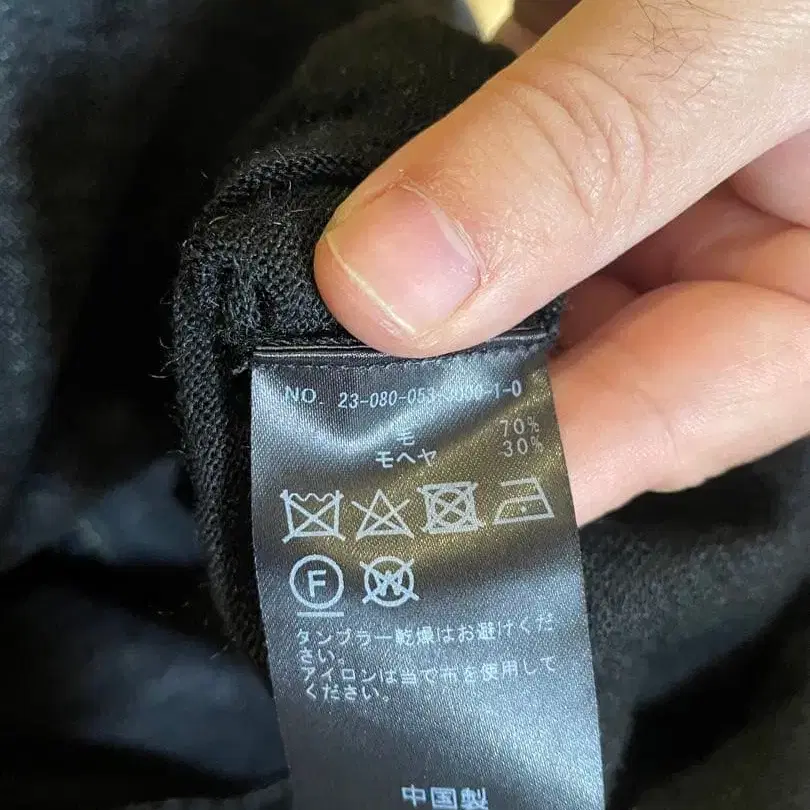 NO. 23-080-053-3000-1-0
毛 70%
モヘヤ 30%
F
W
タンブラー乾燥はお避けくだ
さい。
アイロンは当て布を使用して
ください。
中国製